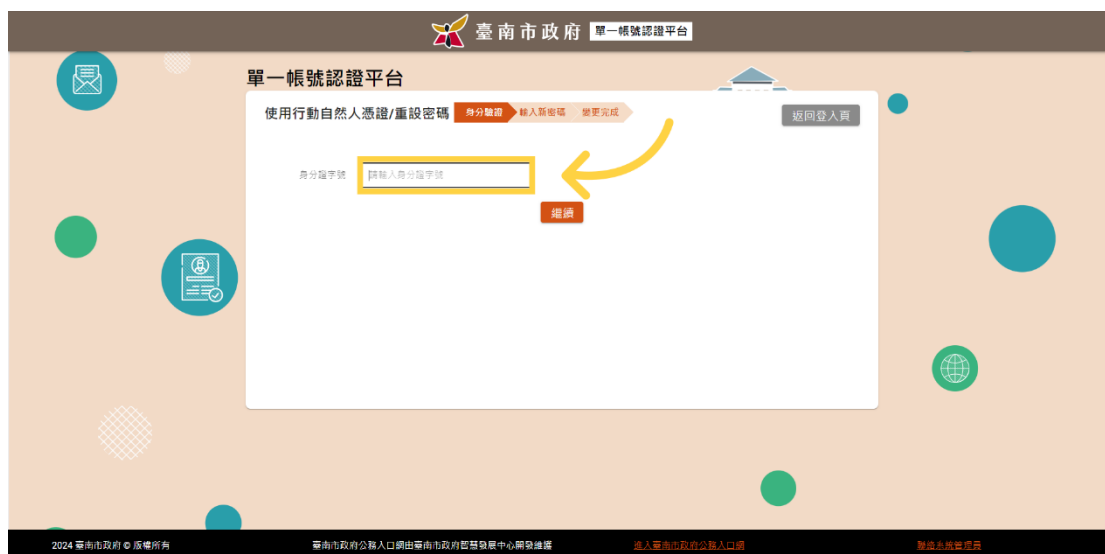 臺南市政府 單一帳號認證平台
單一帳號認證平台
使用行動自然人憑證/重設密碼 身分驗證 輸入新密碼 變更完成 返回登入頁
身分證字號 請輸入身分證字號
繼續
2024 臺南市政府 © 版權所有 臺南市政府公務入口網由臺南市政府智慧發展中心開發維護 進入臺南市政府公務入口網 聯絡系統管理員